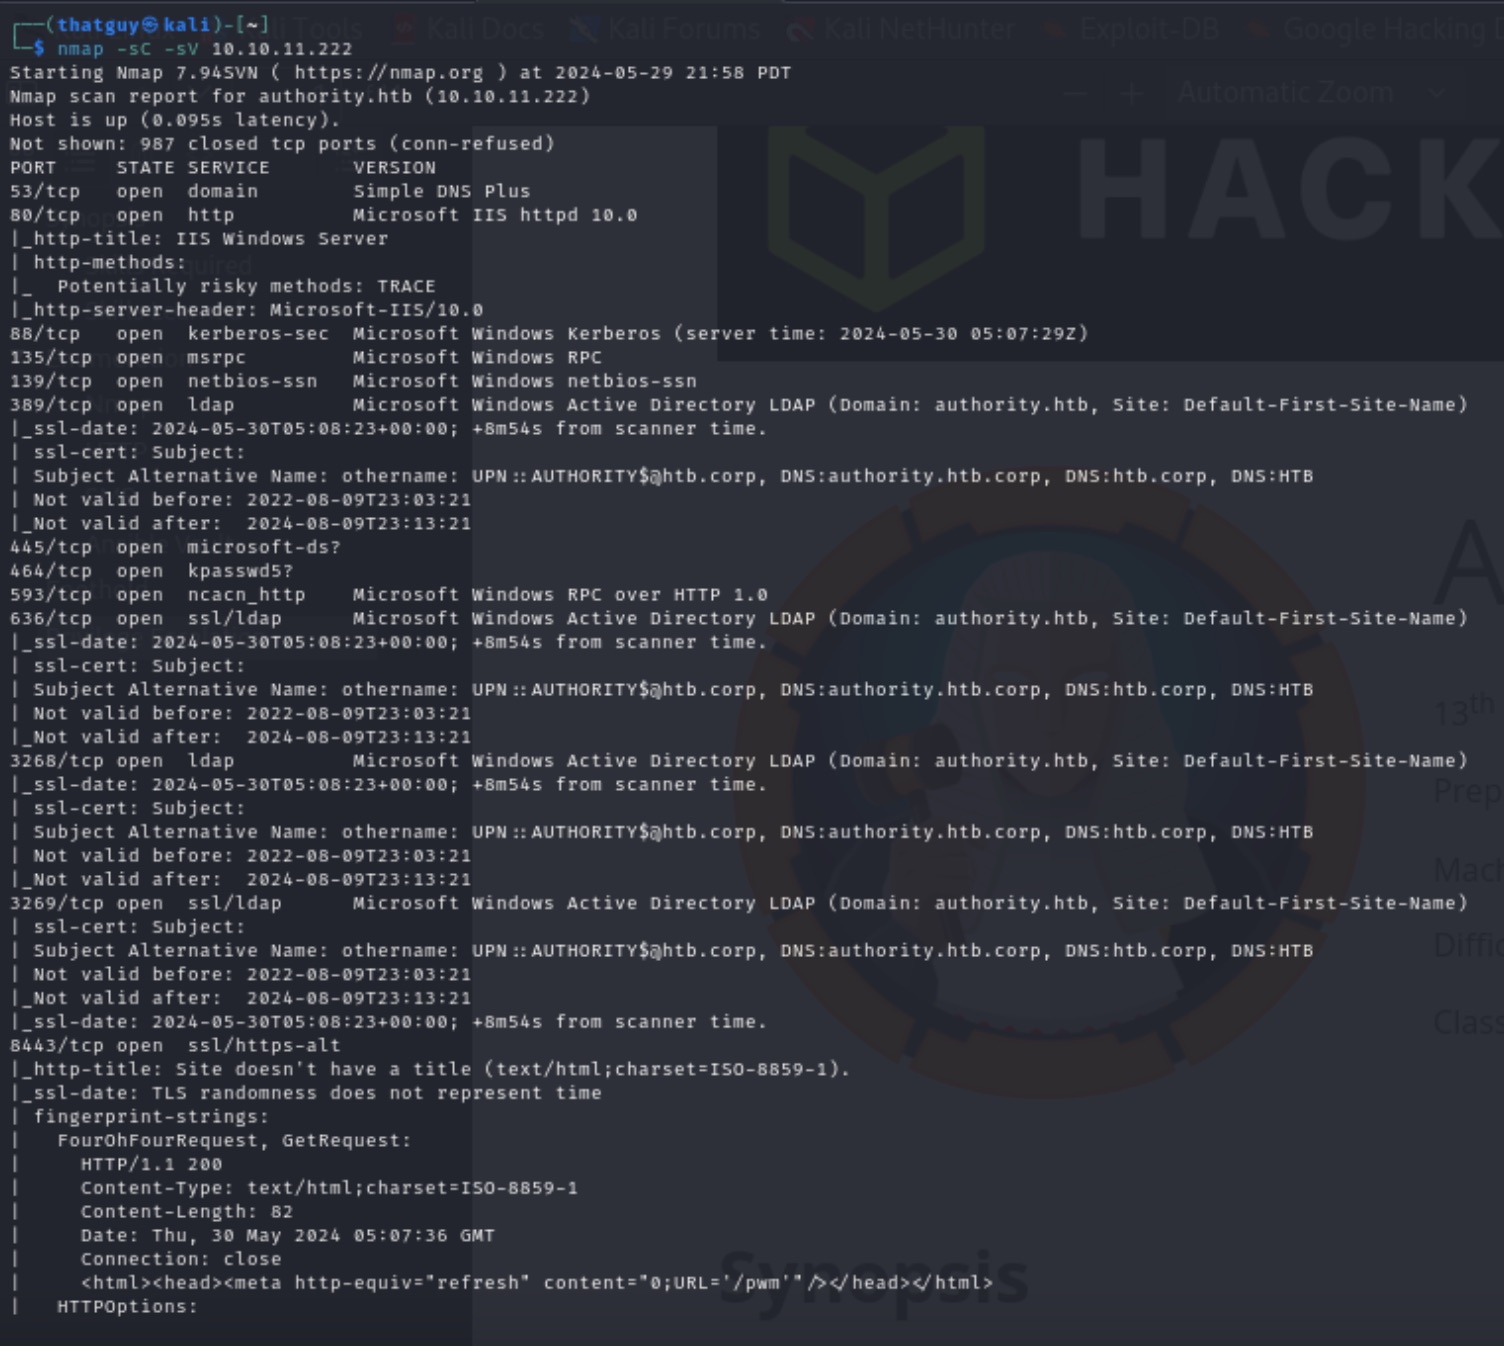 ┌──(thatguy㉿kali)-[~]
└─$ nmap -sC -sV 10.10.11.222
Starting Nmap 7.94SVN ( https://nmap.org ) at 2024-05-29 21:58 PDT
Nmap scan report for authority.htb (10.10.11.222)
Host is up (0.095s latency).
Not shown: 987 closed tcp ports (conn-refused)
PORT     STATE SERVICE       VERSION
53/tcp   open  domain        Simple DNS Plus
80/tcp   open  http          Microsoft IIS httpd 10.0
|_http-title: IIS Windows Server
| http-methods:
|_  Potentially risky methods: TRACE
|_http-server-header: Microsoft-IIS/10.0
88/tcp   open  kerberos-sec  Microsoft Windows Kerberos (server time: 2024-05-30 05:07:29Z)
135/tcp  open  msrpc         Microsoft Windows RPC
139/tcp  open  netbios-ssn   Microsoft Windows netbios-ssn
389/tcp  open  ldap          Microsoft Windows Active Directory LDAP (Domain: authority.htb, Site: Default-First-Site-Name)
|_ssl-date: 2024-05-30T05:08:23+00:00; +8m54s from scanner time.
| ssl-cert: Subject:
| Subject Alternative Name: othername: UPN::AUTHORITY$@htb.corp, DNS:authority.htb.corp, DNS:htb.corp, DNS:HTB
| Not valid before: 2022-08-09T23:03:21
|_Not valid after:  2024-08-09T23:13:21
445/tcp  open  microsoft-ds?
464/tcp  open  kpasswd5?
593/tcp  open  ncacn_http    Microsoft Windows RPC over HTTP 1.0
636/tcp  open  ssl/ldap      Microsoft Windows Active Directory LDAP (Domain: authority.htb, Site: Default-First-Site-Name)
|_ssl-date: 2024-05-30T05:08:23+00:00; +8m54s from scanner time.
| ssl-cert: Subject:
| Subject Alternative Name: othername: UPN::AUTHORITY$@htb.corp, DNS:authority.htb.corp, DNS:htb.corp, DNS:HTB
| Not valid before: 2022-08-09T23:03:21
|_Not valid after:  2024-08-09T23:13:21
3268/tcp open  ldap          Microsoft Windows Active Directory LDAP (Domain: authority.htb, Site: Default-First-Site-Name)
|_ssl-date: 2024-05-30T05:08:23+00:00; +8m54s from scanner time.
| ssl-cert: Subject:
| Subject Alternative Name: othername: UPN::AUTHORITY$@htb.corp, DNS:authority.htb.corp, DNS:htb.corp, DNS:HTB
| Not valid before: 2022-08-09T23:03:21
|_Not valid after:  2024-08-09T23:13:21
3269/tcp open  ssl/ldap      Microsoft Windows Active Directory LDAP (Domain: authority.htb, Site: Default-First-Site-Name)
| ssl-cert: Subject:
| Subject Alternative Name: othername: UPN::AUTHORITY$@htb.corp, DNS:authority.htb.corp, DNS:htb.corp, DNS:HTB
| Not valid before: 2022-08-09T23:03:21
|_Not valid after:  2024-08-09T23:13:21
|_ssl-date: 2024-05-30T05:08:23+00:00; +8m54s from scanner time.
8443/tcp open  ssl/https-alt
|_http-title: Site doesn't have a title (text/html;charset=ISO-8859-1).
|_ssl-date: TLS randomness does not represent time
| fingerprint-strings:
|   FourOhFourRequest, GetRequest:
|     HTTP/1.1 200
|     Content-Type: text/html;charset=ISO-8859-1
|     Content-Length: 82
|     Date: Thu, 30 May 2024 05:07:36 GMT
|     Connection: close
|     <html><head><meta http-equiv="refresh" content="0;URL='/pwm'"/></head></html>
|   HTTPOptions:
Kali Docs
Kali Forums
Kali NetHunter
Exploit-DB
Google Hacking
Automatic Zoom
HACK
13th
Synopsis